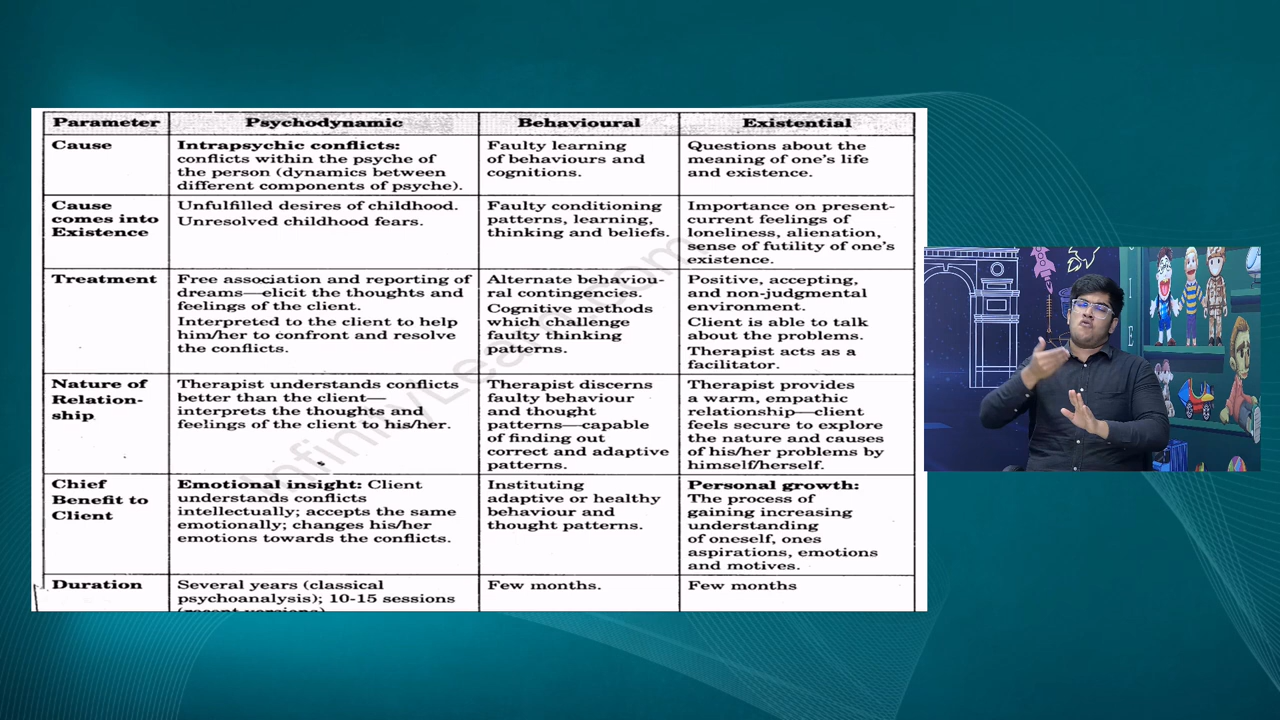 Parameter Psychodynamic Behavioural Existential
Cause
Intrapsychic conflicts:
conflicts within the psyche of
the person (dynamics between
different components of psyche).
Faulty learning
of behaviours and
cognitions.
Questions about the
meaning of one's life
and existence.
Cause
comes into
Existence
Unfulfilled desires of childhood.
Unresolved childhood fears.
Faulty conditioning
patterns, learning,
thinking and beliefs.
Importance on present-
current feelings of
loneliness, alienation,
sense of futility of one's
existence.
Treatment
Free association and reporting of
dreams—elicit the thoughts and
feelings of the client.
Interpreted to the client to help
him/her to confront and resolve
the conflicts.
Alternate behaviou-
ral contingencies.
Cognitive methods
which challenge
faulty thinking
patterns.
Positive, accepting,
and non-judgmental
environment.
Client is able to talk
about the problems.
Therapist acts as a
facilitator.
Nature of
Relation-
ship
Therapist understands conflicts
better than the client—
interprets the thoughts and
feelings of the client to his/her.
Therapist discerns
faulty behaviour
and thought
patterns—capable
of finding out
correct and adaptive
patterns.
Therapist provides
a warm, empathic
relationship—client
feels secure to explore
the nature and causes
of his/her problems by
himself/herself.
Chief
Benefit to
Client
Emotional insight: Client
understands conflicts
intellectually; accepts the same
emotionally; changes his/her
emotions towards the conflicts.
Instituting
adaptive or healthy
behaviour and
thought patterns.
Personal growth:
The process of
gaining increasing
understanding
of oneself, ones
aspirations, emotions
and motives.
Duration
Several years (classical
psychoanalysis); 10-15 sessions
(recent versions)
Few months.
Few months